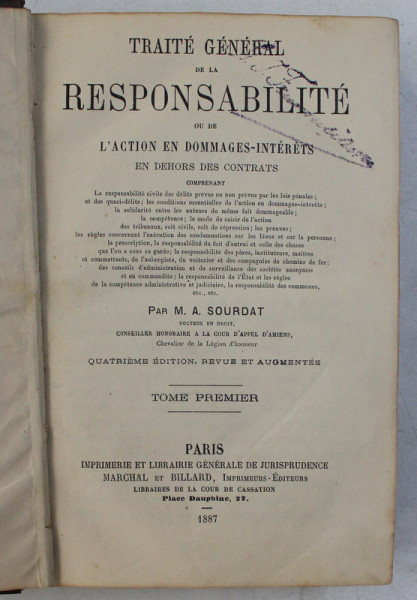 TRAITÉ GÉNÉRAL
DE LA
RESPONSABILITÉ
OU DE
L'ACTION EN DOMMAGES-INTÉRÊTS
EN DEHORS DES CONTRATS
COMPRENANT
La responsabilité civile des délits prévus ou non prévus par les lois pénales;
et des quasi-délits; les conditions essentielles de l'action en dommages-intérêts;
la solidarité entre les auteurs du même fait dommageable;
la compétence; le mode de saisir de l'action
des tribunaux, soit civils, soit de répression; les preuves;
les règles concernant l'exécution des condamnations sur les biens et sur la personne;
la prescription, la responsabilité du fait d'autrui et celle des choses
que l'on a sous sa garde; la responsabilité des pères, instituteurs, maîtres
et commettants, de l'aubergiste, du voiturier et des compagnies de chemins de fer;
des conseils d'administration et de surveillance des sociétés anonymes
et en commandite; la responsabilité de l'État et les règles
de la compétence administrative et judiciaire, la responsabilité des communes,
etc., etc.
PAR M. A. SOURDAT
DOCTEUR EN DROIT,
CONSEILLER HONORAIRE A LA COUR D'APPEL D'AMIENS,
Chevalier de la Légion d'honneur
QUATRIÈME ÉDITION, REVUE ET AUGMENTÉE
TOME PREMIER
PARIS
IMPRIMERIE ET LIBRAIRIE GÉNÉRALE DE JURISPRUDENCE
MARCHAL ET BILLARD, IMPRIMEURS-ÉDITEURS
LIBRAIRES DE LA COUR DE CASSATION
Place Dauphine, 27.
1887